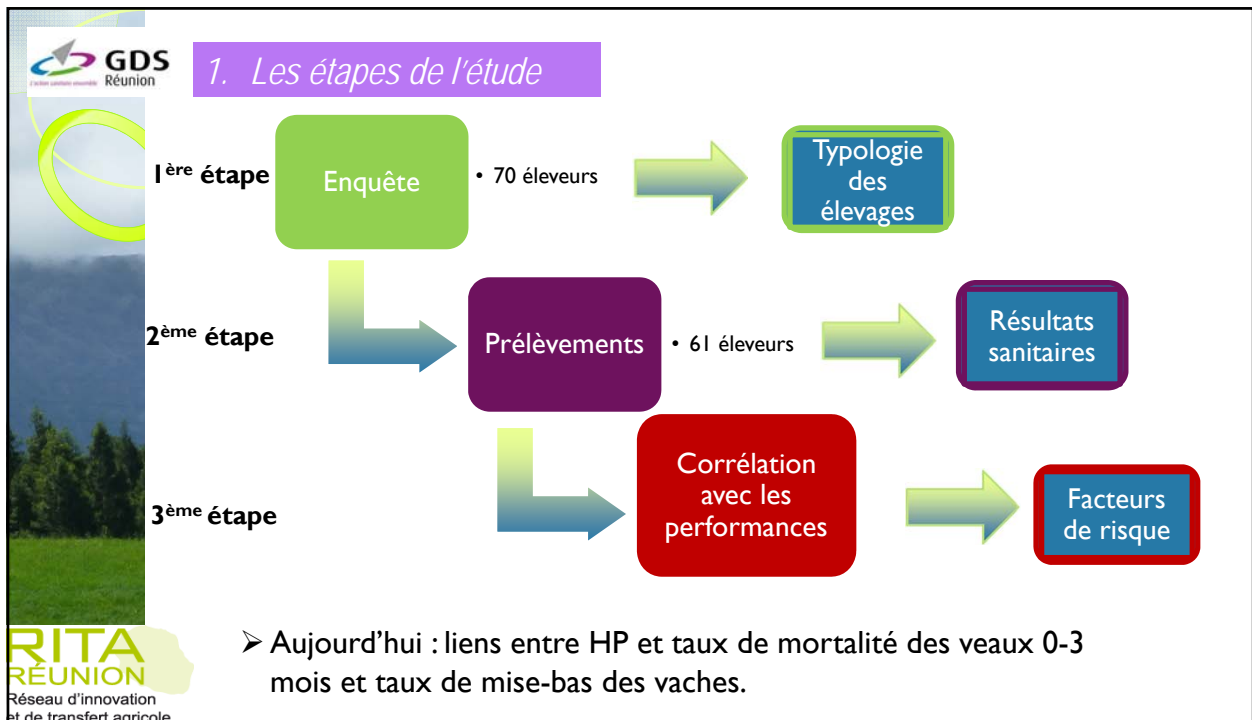 GDS
Réunion
L'action sanitaire ensemble
1. Les étapes de l'étude
1ère étape
Enquête
• 70 éleveurs
Typologie
des
élevages
2ème étape
Prélèvements
• 61 éleveurs
Résultats
sanitaires
3ème étape
Corrélation
avec les
performances
Facteurs
de risque
➢ Aujourd'hui : liens entre HP et taux de mortalité des veaux 0-3
mois et taux de mise-bas des vaches.
RITA
RÉUNION
Réseau d'innovation
et de transfert agricole